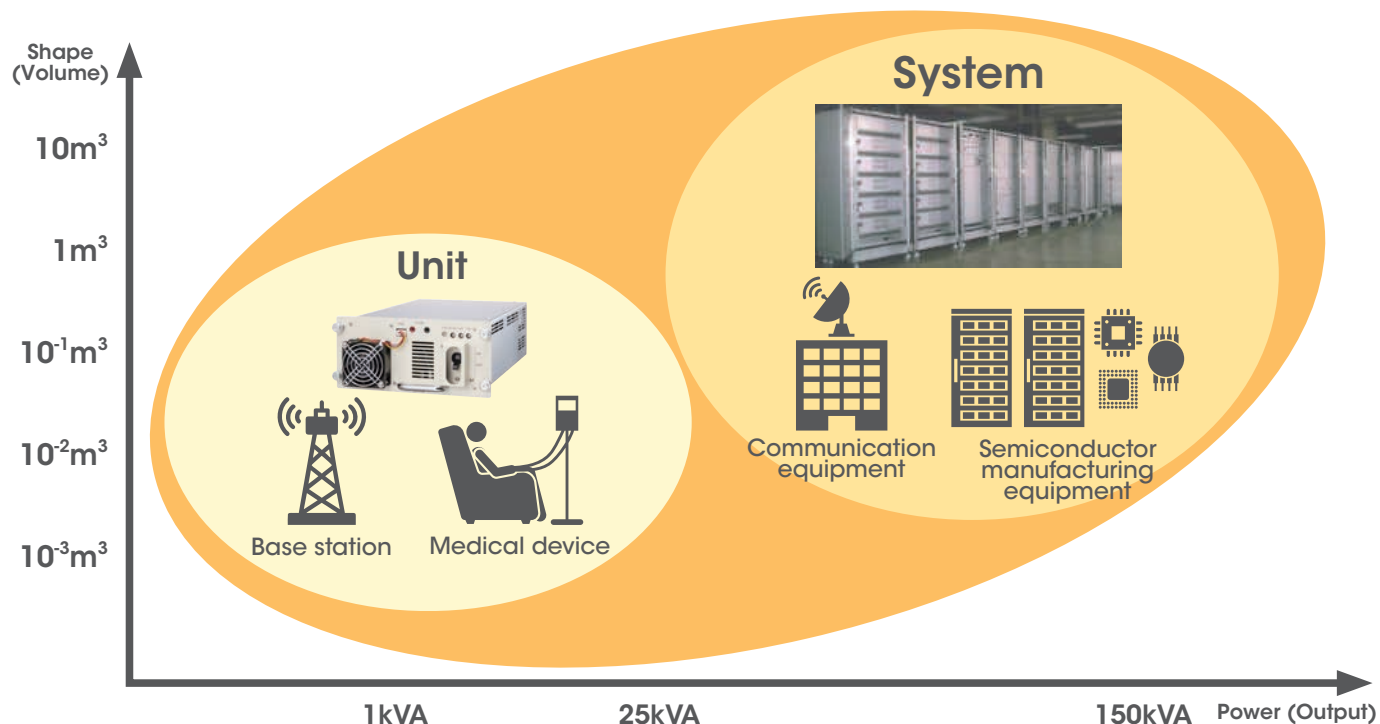 Shape
(Volume)
10m³
1m³
10⁻¹m³
10⁻²m³
10⁻³m³
System
Unit
Communication
equipment
Semiconductor
manufacturing
equipment
Base station
Medical device
1kVA
25kVA
150kVA
Power (Output)